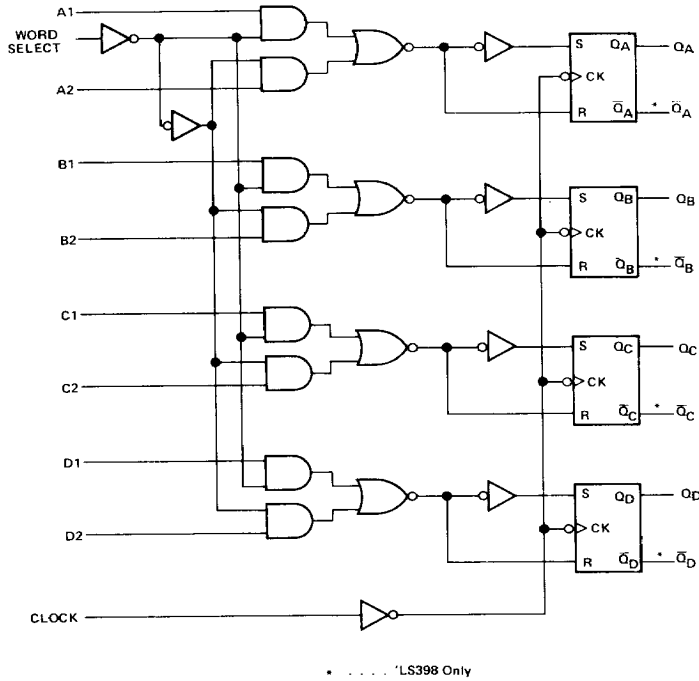 A1
WORD
SELECT
A2
S QA QA
CK
R Q̄A * Q̄A
B1
B2
S QB QB
CK
R Q̄B * Q̄B
C1
C2
S QC QC
CK
R Q̄C * Q̄C
D1
D2
S QD QD
CK
R Q̄D * Q̄D
CLOCK
* . . . . 'LS398 Only